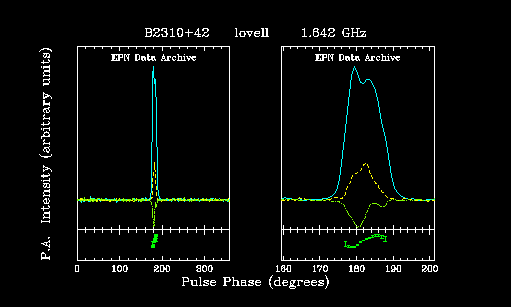 B2310+42 lovell 1.642 GHz
EPN Data Archive EPN Data Archive
P.A. Intensity (arbitrary units)
0 100 200 300 160 170 180 190 200
Pulse Phase (degrees)